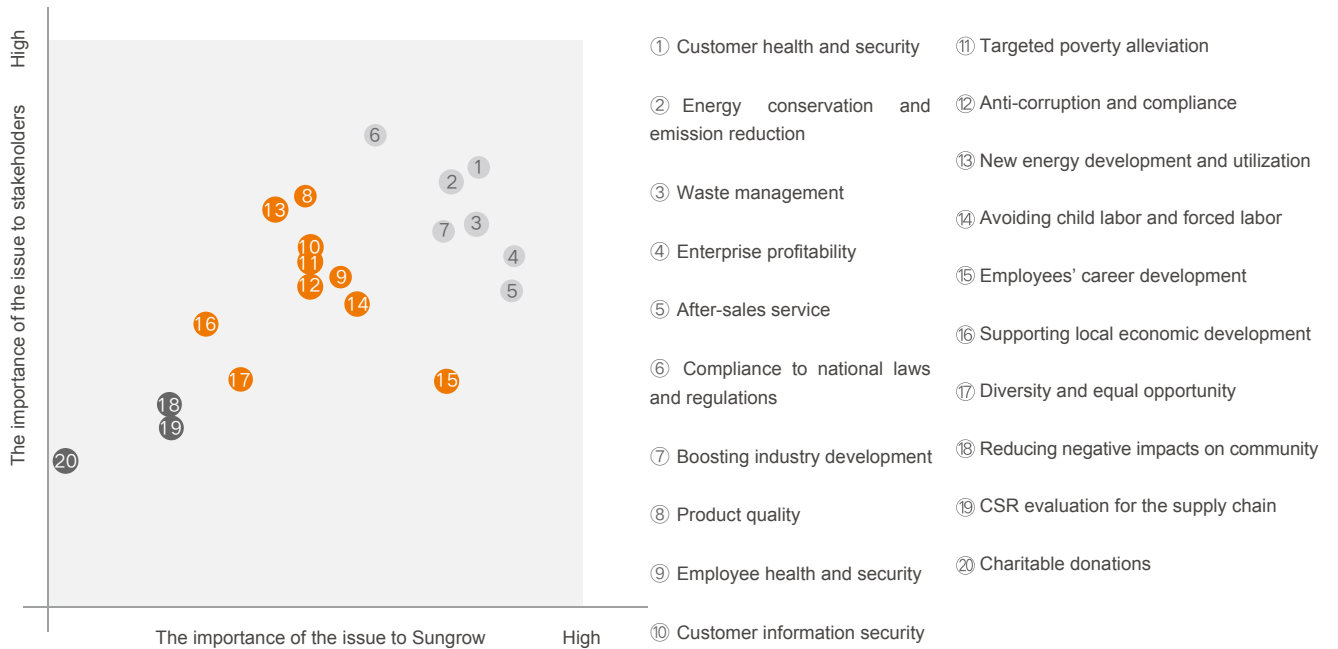 High
The importance of the issue to stakeholders
6
1
2
8
13
3
7
10
4
11
9
12
5
14
16
17
15
18
19
20
The importance of the issue to Sungrow
High
① Customer health and security
② Energy conservation and
emission reduction
③ Waste management
④ Enterprise profitability
⑤ After-sales service
⑥ Compliance to national laws
and regulations
⑦ Boosting industry development
⑧ Product quality
⑨ Employee health and security
⑩ Customer information security
⑪ Targeted poverty alleviation
⑫ Anti-corruption and compliance
⑬ New energy development and utilization
⑭ Avoiding child labor and forced labor
⑮ Employees’ career development
⑯ Supporting local economic development
⑰ Diversity and equal opportunity
⑱ Reducing negative impacts on community
⑲ CSR evaluation for the supply chain
⑳ Charitable donations